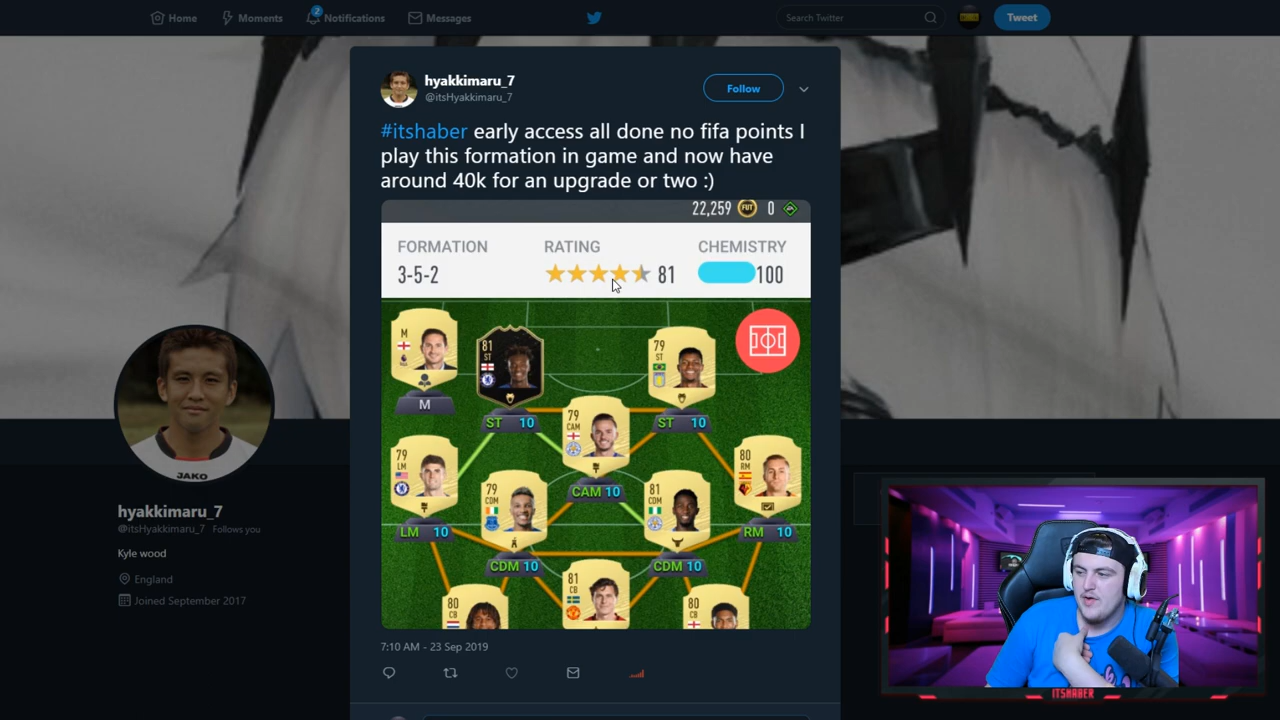 Home
Moments
2
Notifications
Messages
Search Twitter
Tweet
hyakkimaru_7
@itsHyakkimaru_7
Follow
#itshaber early access all done no fifa points I
play this formation in game and now have
around 40k for an upgrade or two :)
22,259 FUT 0
FORMATION
RATING
CHEMISTRY
3-5-2
81
100
M
M
81
ST
ST 10
79
ST
ST 10
79
CAM
CAM 10
79
LM
LM 10
79
CDM
CDM 10
81
CDM
CDM 10
80
RM
RM 10
80
CB
81
CB
80
CB
JAKO
hyakkimaru_7
@itsHyakkimaru_7 Follows you
Kyle wood
England
Joined September 2017
7:10 AM - 23 Sep 2019
ITSHABER